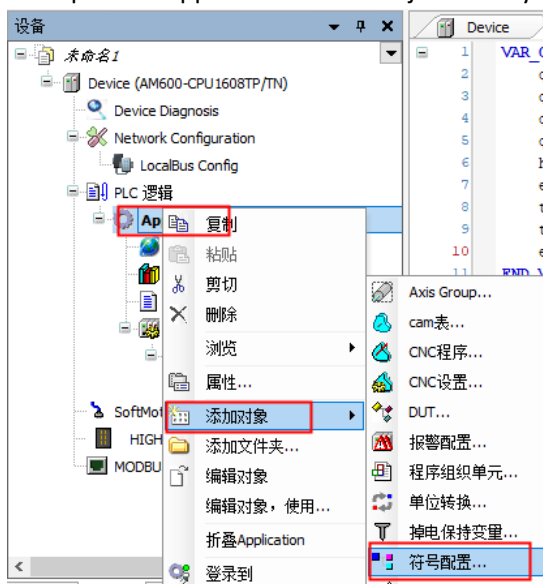 设备
Device
未命名1
1 VAR_
Device (AM600-CPU1608TP/TN)
2
Device Diagnosis
3
4
Network Configuration
5
LocalBus Config
6
PLC 逻辑
7
8
Ap
复制
9
粘贴
10
11 END_V
剪切
Axis Group...
删除
cam表...
浏览
CNC程序...
属性...
CNC设置...
SoftMot
添加对象
DUT...
HIGH
添加文件夹...
报警配置...
MODBU
编辑对象
程序组织单元...
编辑对象，使用...
单位转换...
折叠Application
掉电保持变量...
登录到
符号配置...